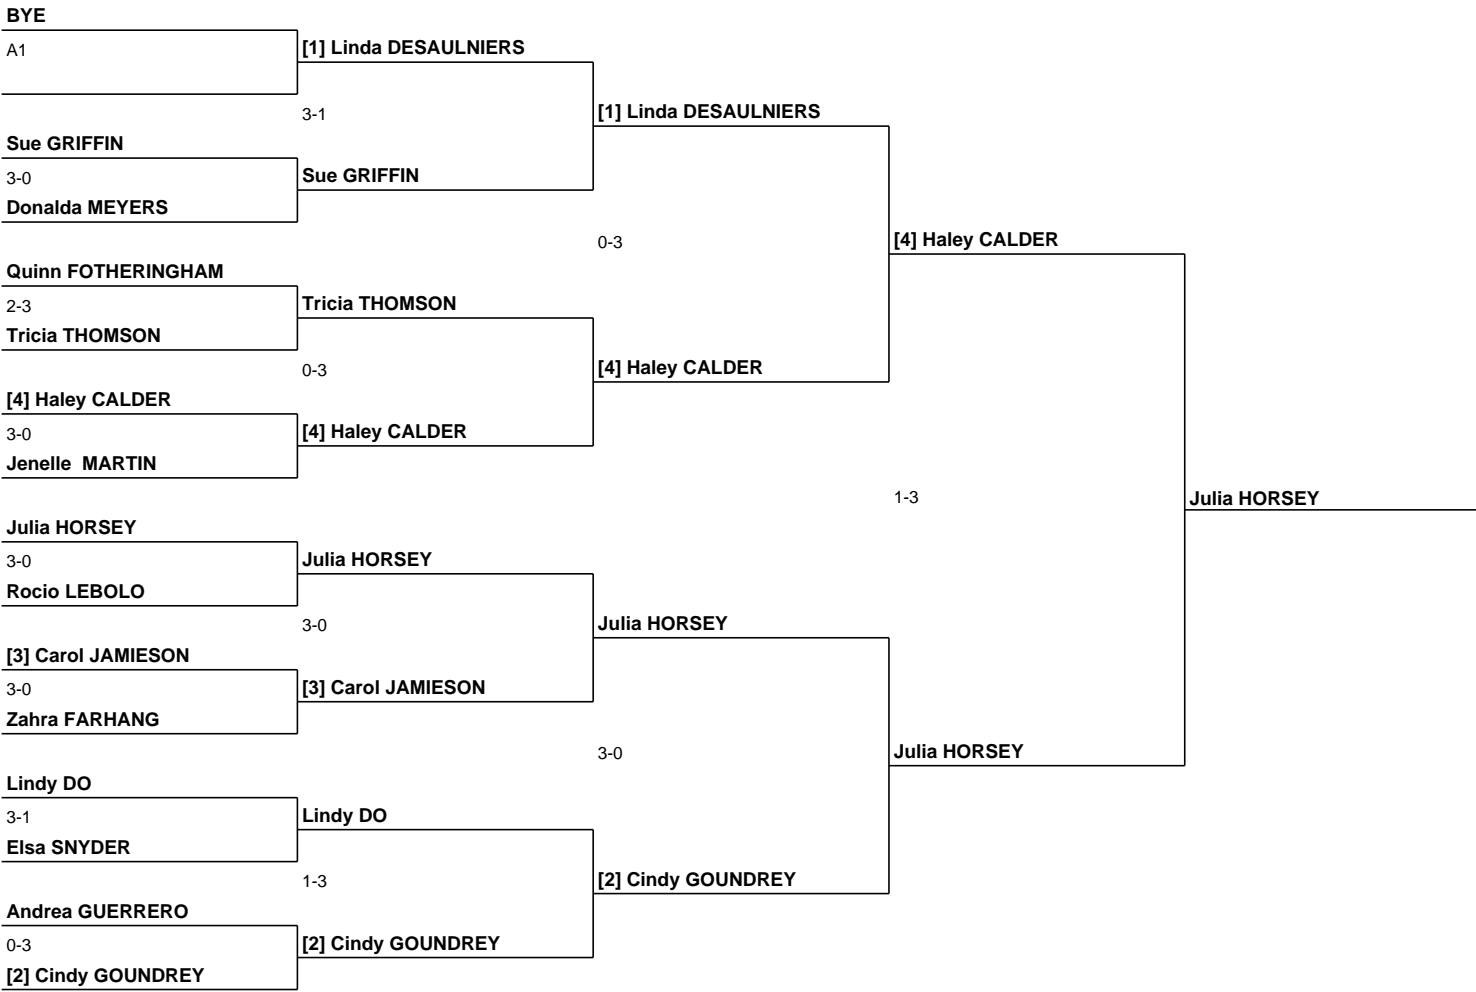 BYE
A1
[1] Linda DESAULNIERS
3-1
[1] Linda DESAULNIERS
Sue GRIFFIN
3-0
Sue GRIFFIN
Donalda MEYERS
0-3
[4] Haley CALDER
Quinn FOTHERINGHAM
2-3
Tricia THOMSON
Tricia THOMSON
0-3
[4] Haley CALDER
[4] Haley CALDER
3-0
[4] Haley CALDER
Jenelle  MARTIN
1-3
Julia HORSEY
Julia HORSEY
3-0
Julia HORSEY
Rocio LEBOLO
3-0
Julia HORSEY
[3] Carol JAMIESON
3-0
[3] Carol JAMIESON
Zahra FARHANG
3-0
Julia HORSEY
Lindy DO
3-1
Lindy DO
Elsa SNYDER
1-3
[2] Cindy GOUNDREY
Andrea GUERRERO
0-3
[2] Cindy GOUNDREY
[2] Cindy GOUNDREY